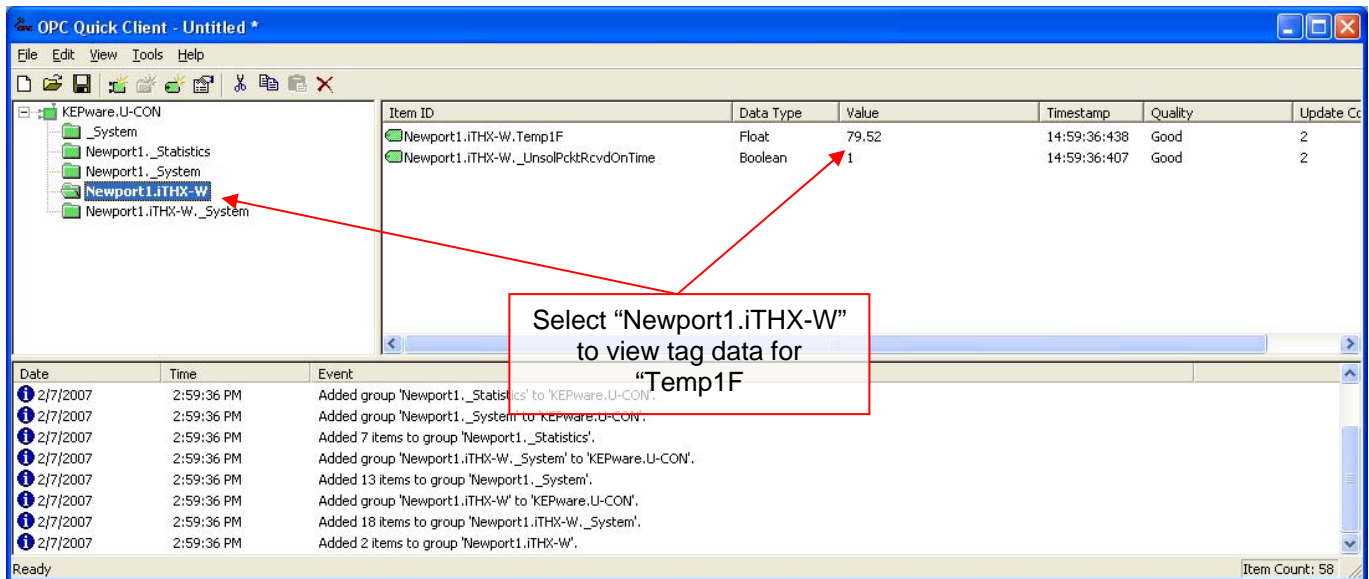 OPC Quick Client - Untitled *
File Edit View Tools Help
KEPware.U-CON
_System
Newport1._Statistics
Newport1._System
Newport1.iTHX-W
Newport1.iTHX-W._System
Item ID Data Type Value Timestamp Quality Update Co
Newport1.iTHX-W.Temp1F Float 79.52 14:59:36:438 Good 2
Newport1.iTHX-W._UnsolPcktRcvdOnTime Boolean 1 14:59:36:407 Good 2
Select “Newport1.iTHX-W”
to view tag data for
“Temp1F
Date Time Event
2/7/2007 2:59:36 PM Added group 'Newport1._Statistics' to 'KEPware.U-CON'.
2/7/2007 2:59:36 PM Added group 'Newport1._System' to 'KEPware.U-CON'.
2/7/2007 2:59:36 PM Added 7 items to group 'Newport1._Statistics'.
2/7/2007 2:59:36 PM Added group 'Newport1.iTHX-W._System' to 'KEPware.U-CON'.
2/7/2007 2:59:36 PM Added 13 items to group 'Newport1._System'.
2/7/2007 2:59:36 PM Added group 'Newport1.iTHX-W' to 'KEPware.U-CON'.
2/7/2007 2:59:36 PM Added 18 items to group 'Newport1.iTHX-W._System'.
2/7/2007 2:59:36 PM Added 2 items to group 'Newport1.iTHX-W'.
Ready Item Count: 58